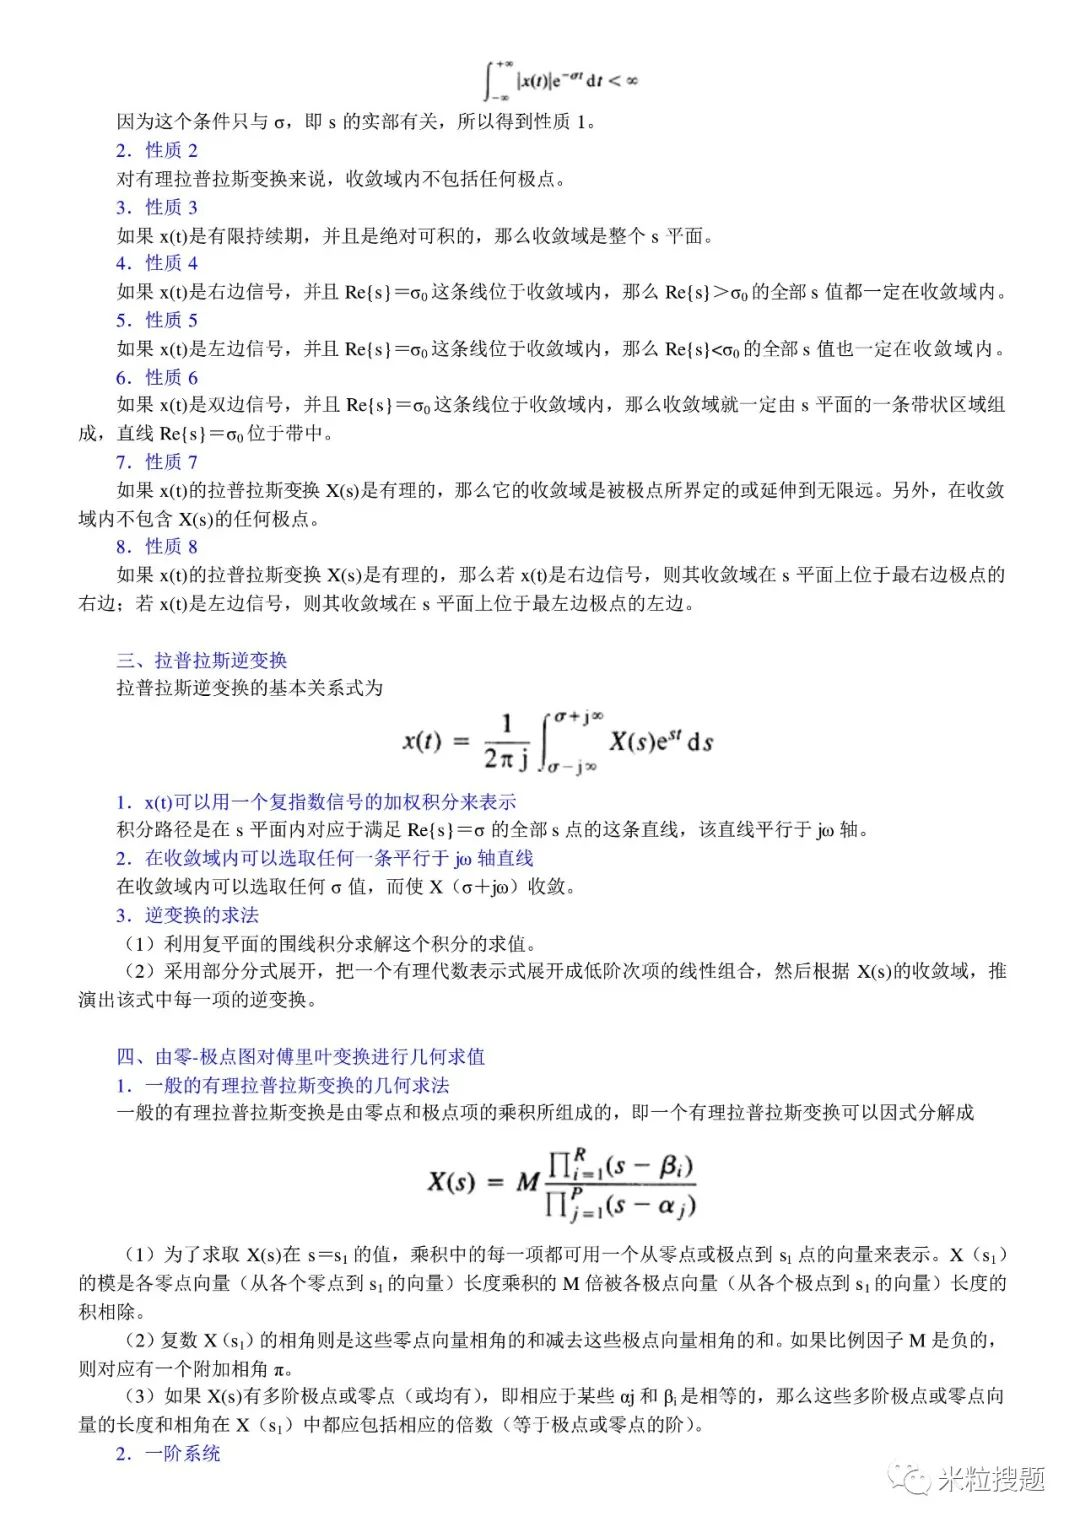 ∫_{-∞}^{+∞} |x(t)|e^{-σt} dt < ∞
因为这个条件只与 σ，即 s 的实部有关，所以得到性质 1。
2．性质 2
对有理拉普拉斯变换来说，收敛域内不包括任何极点。
3．性质 3
如果 x(t)是有限持续期，并且是绝对可积的，那么收敛域是整个 s 平面。
4．性质 4
如果 x(t)是右边信号，并且 Re{s}＝σ₀这条线位于收敛域内，那么 Re{s}＞σ₀的全部 s 值都一定在收敛域内。
5．性质 5
如果 x(t)是左边信号，并且 Re{s}＝σ₀这条线位于收敛域内，那么 Re{s}<σ₀的全部 s 值也一定在收敛域内。
6．性质 6
如果 x(t)是双边信号，并且 Re{s}＝σ₀这条线位于收敛域内，那么收敛域就一定由 s 平面的一条带状区域组
成，直线 Re{s}＝σ₀位于带中。
7．性质 7
如果 x(t)的拉普拉斯变换 X(s)是有理的，那么它的收敛域是被极点所界定的或延伸到无限远。另外，在收敛
域内不包含 X(s)的任何极点。
8．性质 8
如果 x(t)的拉普拉斯变换 X(s)是有理的，那么若 x(t)是右边信号，则其收敛域在 s 平面上位于最右边极点的
右边；若 x(t)是左边信号，则其收敛域在 s 平面上位于最左边极点的左边。
三、拉普拉斯逆变换
拉普拉斯逆变换的基本关系式为
x(t) = \frac{1}{2π j} ∫_{σ-j∞}^{σ+j∞} X(s)e^{st} ds
1．x(t)可以用一个复指数信号的加权积分来表示
积分路径是在 s 平面内对应于满足 Re{s}＝σ 的全部 s 点的这条直线，该直线平行于 jω 轴。
2．在收敛域内可以选取任何一条平行于 jω 轴直线
在收敛域内可以选取任何 σ 值，而使 X（σ＋jω）收敛。
3．逆变换的求法
（1）利用复平面的围线积分求解这个积分的求值。
（2）采用部分分式展开，把一个有理代数表示式展开成低阶次项的线性组合，然后根据 X(s)的收敛域，推
演出该式中每一项的逆变换。
四、由零-极点图对傅里叶变换进行几何求值
1．一般的有理拉普拉斯变换的几何求法
一般的有理拉普拉斯变换是由零点和极点项的乘积所组成的，即一个有理拉普拉斯变换可以因式分解成
X(s) = M \frac{∏_{i=1}^{R}(s − β_i)}{∏_{j=1}^{P}(s − α_j)}
（1）为了求取 X(s)在 s＝s₁的值，乘积中的每一项都可用一个从零点或极点到 s₁点的向量来表示。X（s₁）
的模是各零点向量（从各个零点到 s₁的向量）长度乘积的 M 倍被各极点向量（从各个极点到 s₁的向量）长度的
积相除。
（2）复数 X（s₁）的相角则是这些零点向量相角的和减去这些极点向量相角的和。如果比例因子 M 是负的，
则对应有一个附加相角 π。
（3）如果 X(s)有多阶极点或零点（或均有），即相应于某些 αj 和 βᵢ是相等的，那么这些多阶极点或零点向
量的长度和相角在 X（s₁）中都应包括相应的倍数（等于极点或零点的阶）。
2．一阶系统
米粒搜题